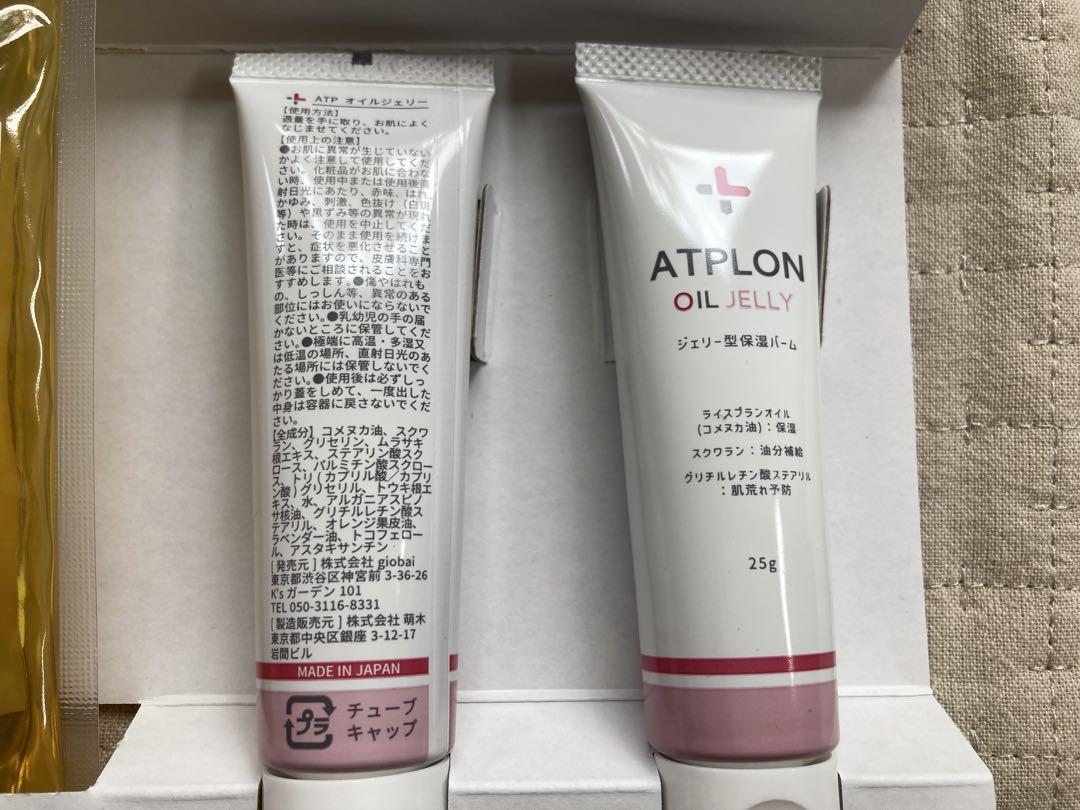 ATP オイルジェリー
【使用方法】
適量を手に取り、お肌によく
なじませてください。
【使用上の注意】
●お肌に異常が生じていない
かよく注意して使用してくだ
さい。化粧品がお肌に合わな
い時、使用中または使用後直
射日光にあたり、赤味、はれ、
かゆみ、刺激、色抜け（白斑
等）や黒ずみ等の異常が現れ
た時は、使用を中止してくだ
さい。そのまま使用を続けま
すと、症状を悪化させること
がありますので、皮膚科専門
医等にご相談されることをお
すすめします。●傷やはれも
の、しっしん等、異常のある
部位にはお使いにならないで
ください。●乳幼児の手の届
かないところに保管してくだ
さい。●極端に高温・多湿又
は低温の場所、直射日光のあ
たる場所には保管しないでく
ださい。●使用後は必ずしっ
かり蓋をしめて、一度出した
中身は容器に戻さないでくだ
さい。
【全成分】コメヌカ油、スクワ
ラン、グリセリン、ムラサキ
根エキス、ステアリン酸スク
ロース、パルミチン酸スクロー
ス、トリ(カプリル酸／カプリ
ン酸)グリセリル、トウキ根エ
キス、水、アルガニアスピノ
サ核油、グリチルレチン酸ス
テアリル、オレンジ果皮油、
ラベンダー油、トコフェロー
ル、アスタキサンチン
[発売元]株式会社 giobai
東京都渋谷区神宮前 3-36-26
K's ガーデン 101
TEL 050-3116-8331
[製造販売元]株式会社 萌木
東京都中央区銀座 3-12-17
岩間ビル
MADE IN JAPAN
プラ
チューブ
キャップ
ATPLON
OIL JELLY
ジェリー型保湿バーム
ライスブランオイル
(コメヌカ油)：保湿
スクワラン：油分補給
グリチルレチン酸ステアリル
：肌荒れ予防
25g